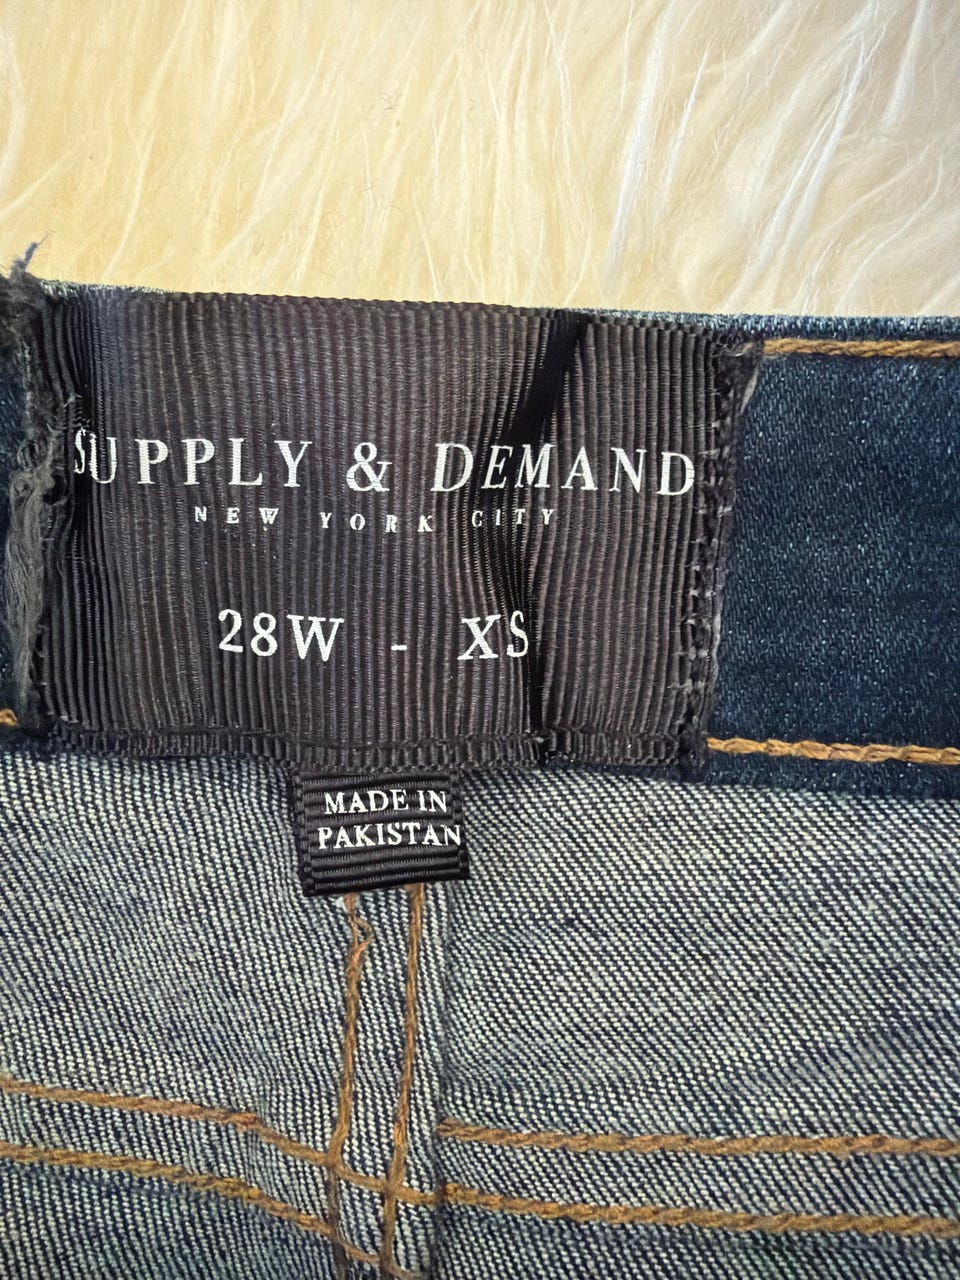 SUPPLY & DEMAND
NEW YORK CITY
28W - XS
MADE IN
PAKISTAN